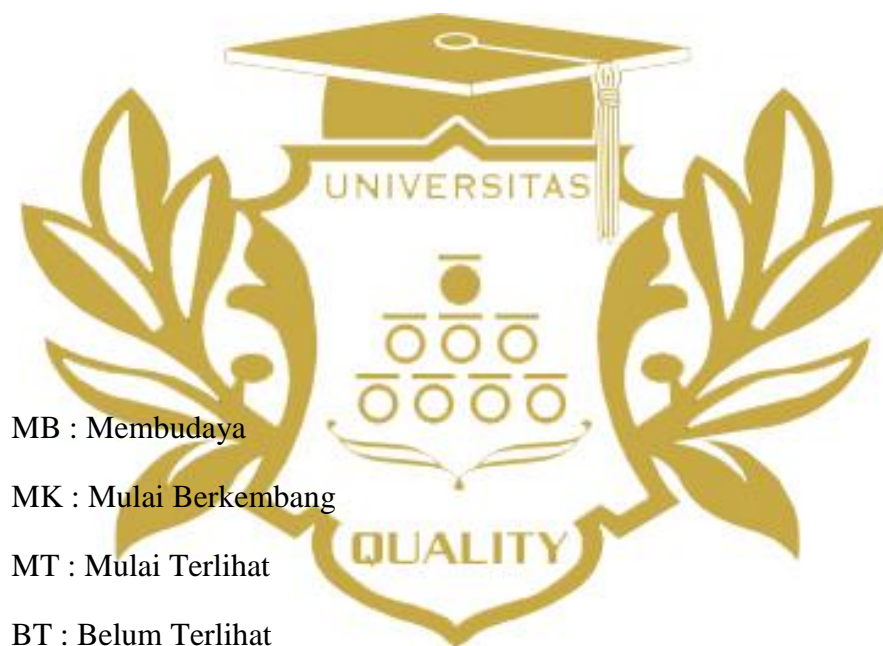 UNIVERSITAS
MB : Membudaya
MK : Mulai Berkembang
QUALITY
MT : Mulai Terlihat
BT : Belum Terlihat